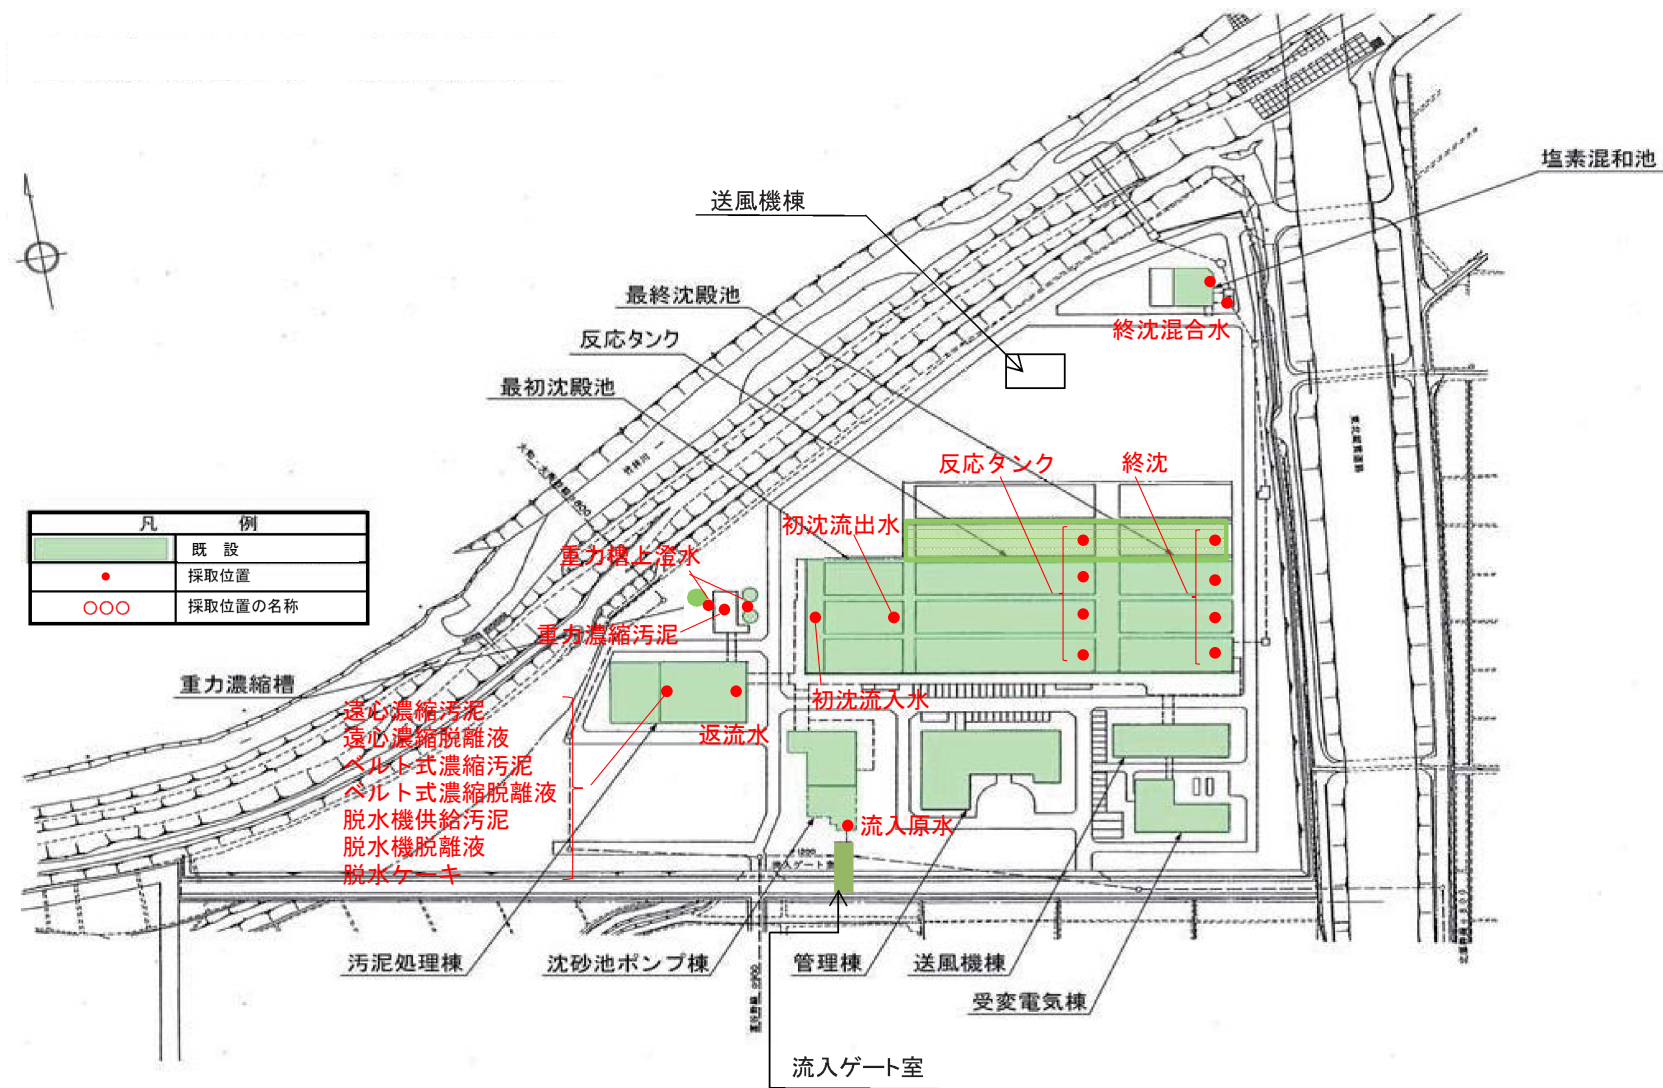 塩素混和池
送風機棟
最終沈殿池
反応タンク
最初沈殿池
終沈混合水
反応タンク
終沈
初沈流出水
凡 例
既 設
採取位置
○○○
採取位置の名称
重力槽上澄水
重力濃縮汚泥
重力濃縮槽
初沈流入水
返流水
遠心濃縮汚泥
遠心濃縮脱離液
ベルト式濃縮汚泥
ベルト式濃縮脱離液
脱水機供給汚泥
脱水機脱離液
脱水ケーキ
流入原水
流入ゲート室
汚泥処理棟
沈砂池ポンプ棟
管理棟
送風機棟
受変電気棟
流入ゲート室